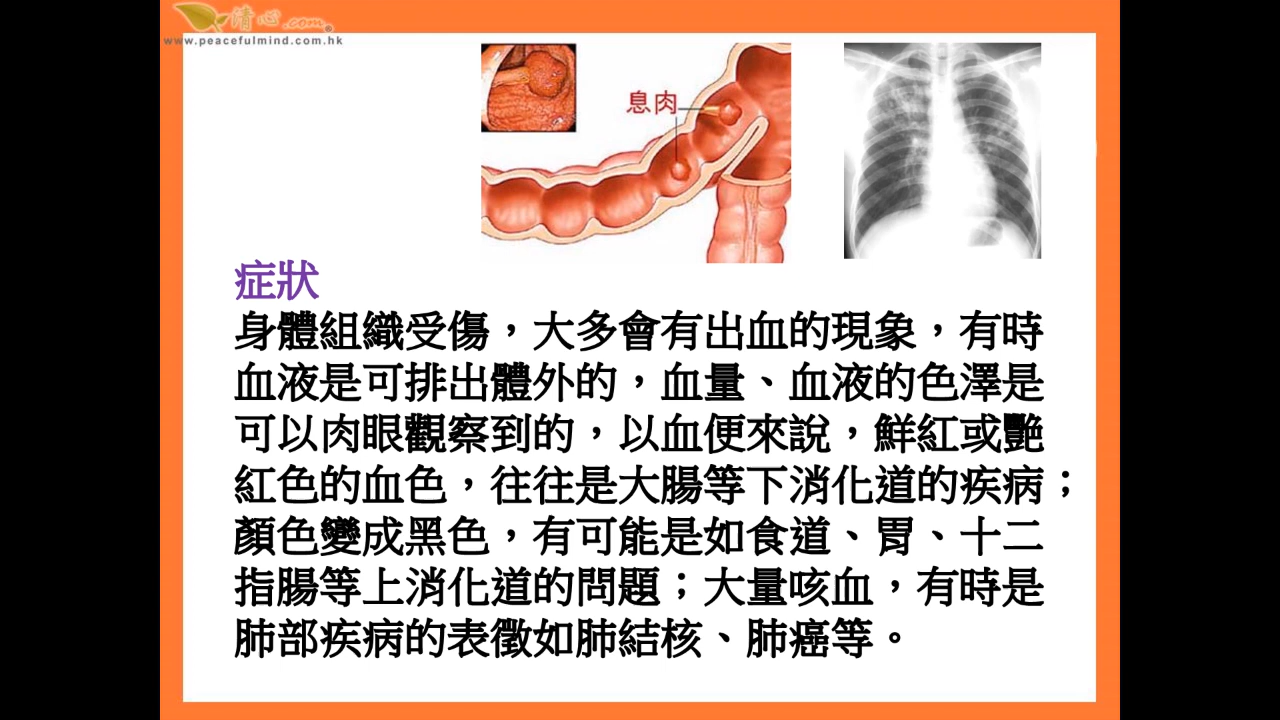 清心.com
www.peacefulmind.com.hk
息肉
症狀
身體組織受傷，大多會有出血的現象，有時
血液是可排出體外的，血量、血液的色澤是
可以肉眼觀察到的，以血便來說，鮮紅或艷
紅色的血色，往往是大腸等下消化道的疾病；
顏色變成黑色，有可能是如食道、胃、十二
指腸等上消化道的問題；大量咳血，有時是
肺部疾病的表徵如肺結核、肺癌等。